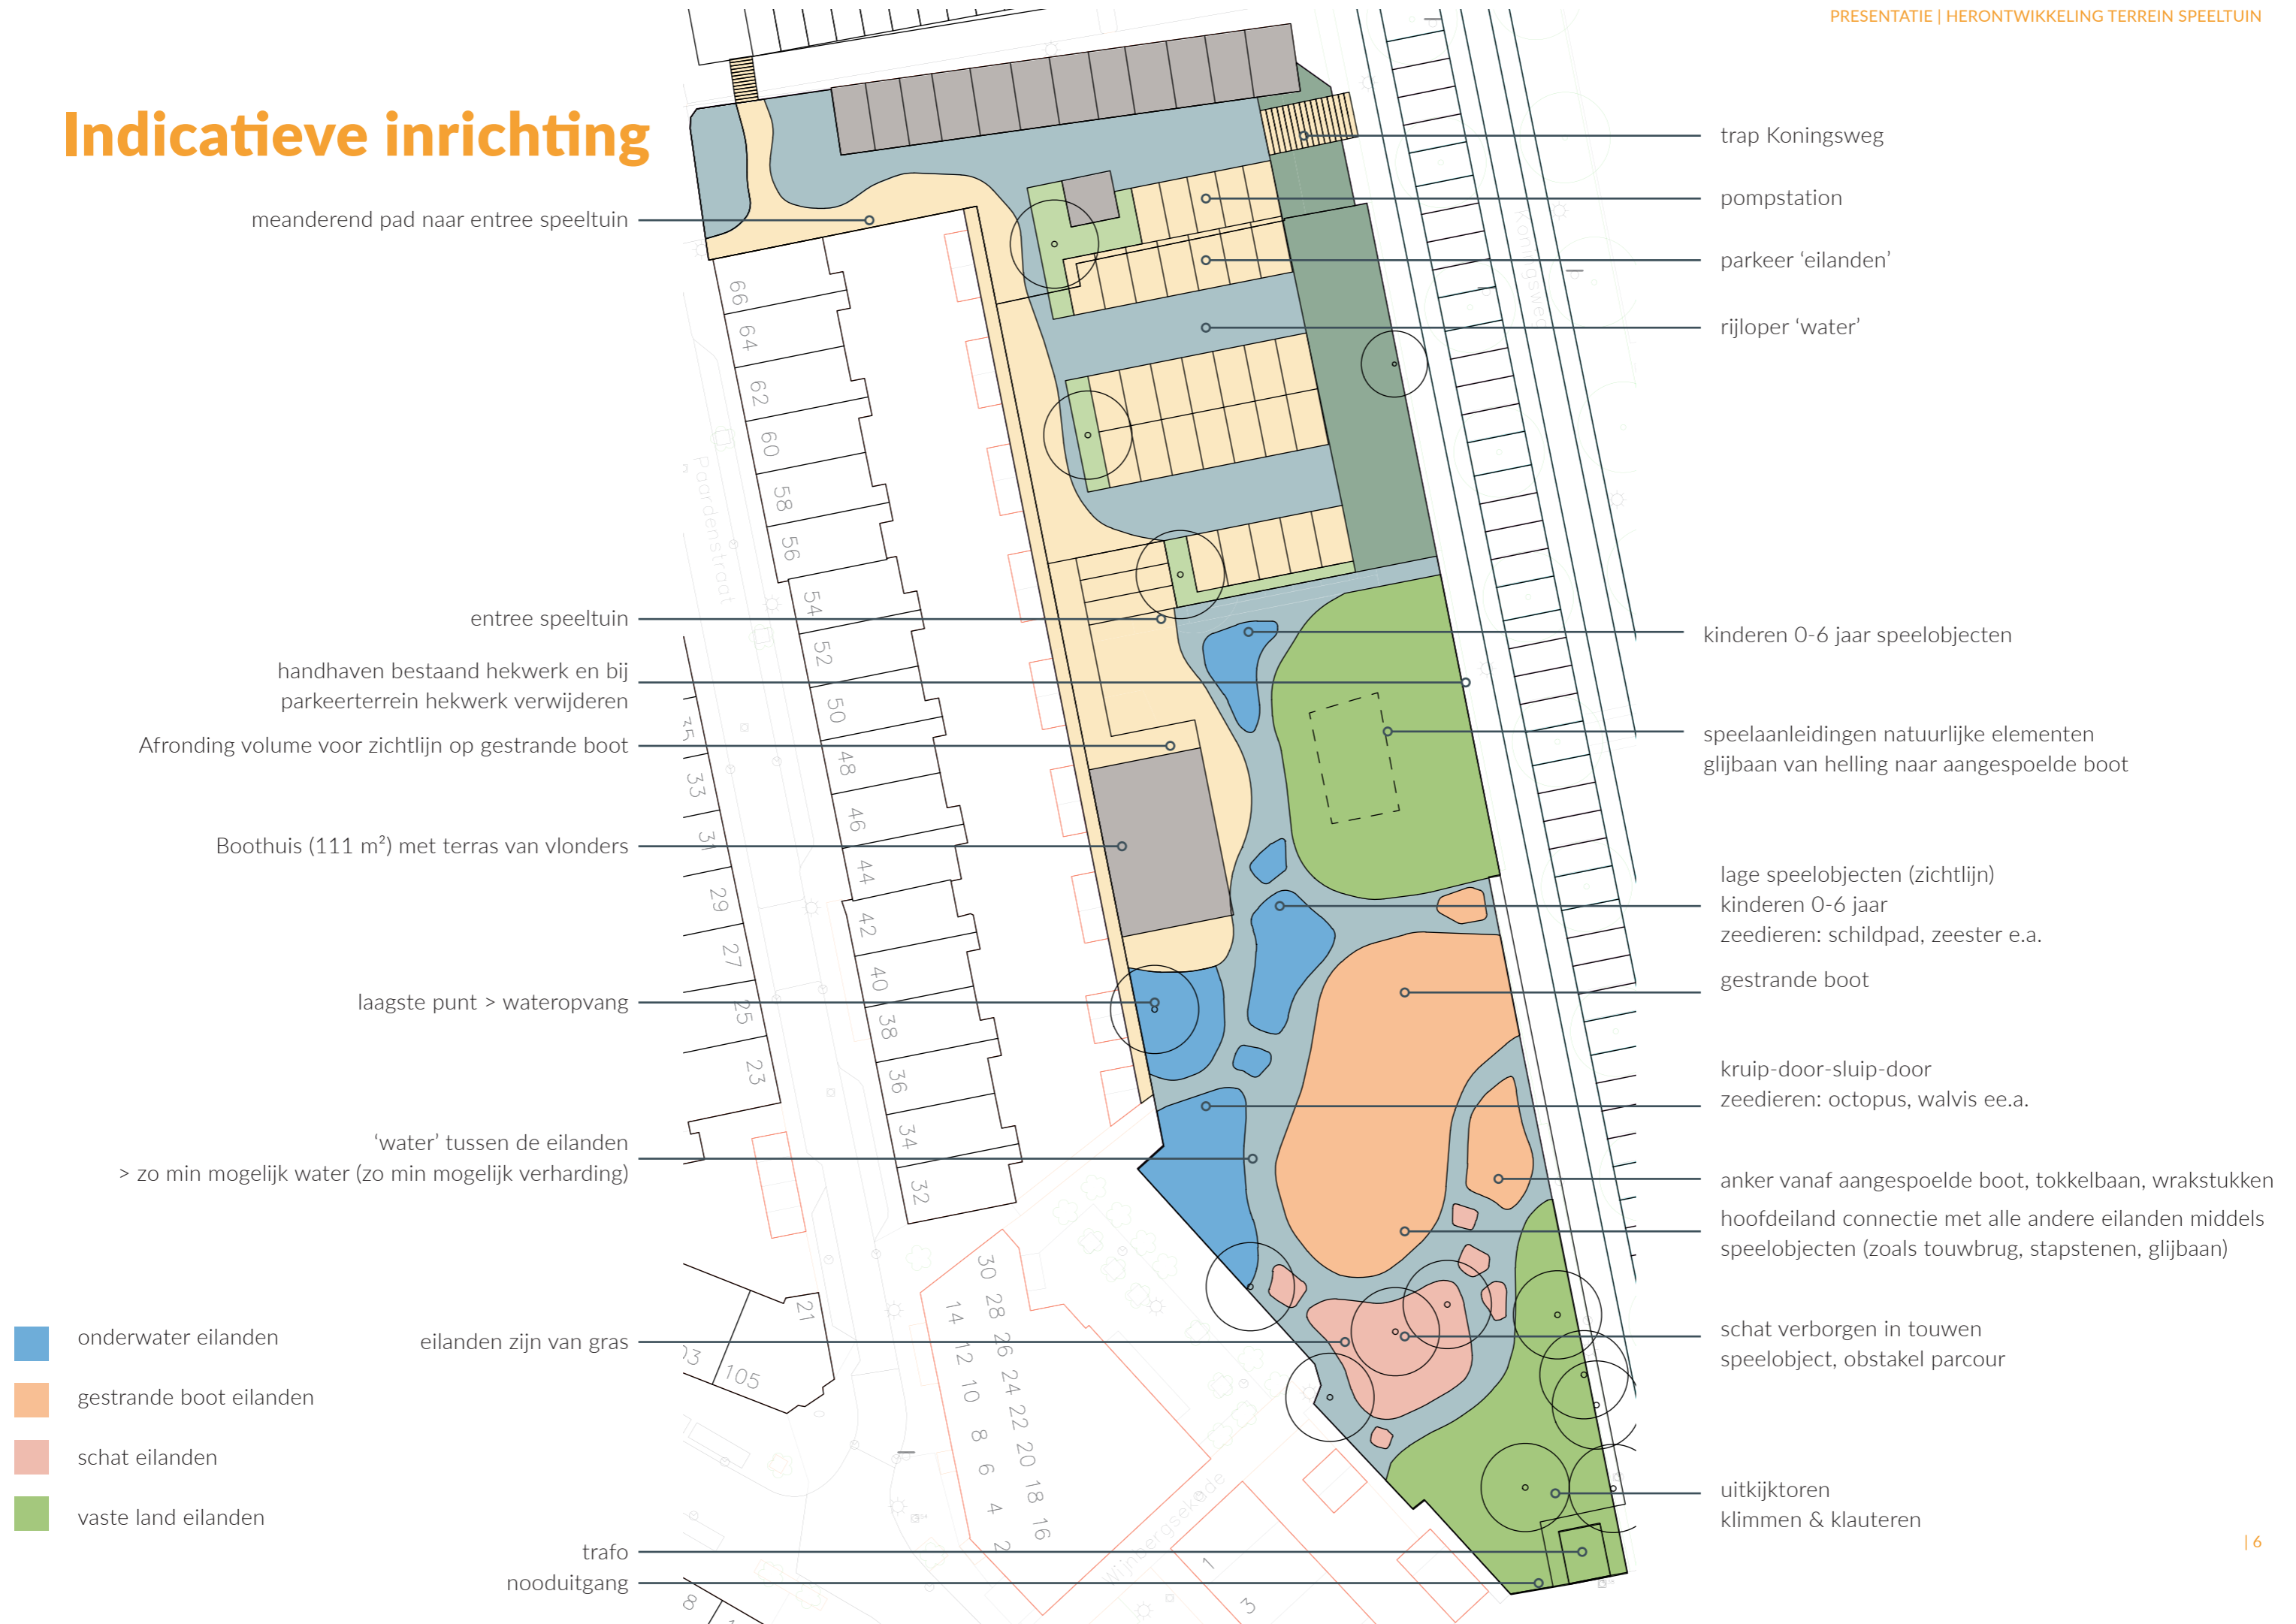 PRESENTATIE | HERONTWIKKELING TERREIN SPEELTUIN
Indicatieve inrichting
meanderend pad naar entree speeltuin
entree speeltuin
handhaven bestaand hekwerk en bij
parkeerterrein hekwerk verwijderen
Afronding volume voor zichtlijn op gestrande boot
Boothuis (111 m²) met terras van vlonders
laagste punt > wateropvang
‘water’ tussen de eilanden
> zo min mogelijk water (zo min mogelijk verharding)
eilanden zijn van gras
trafo
nooduitgang
onderwater eilanden
gestrande boot eilanden
schat eilanden
vaste land eilanden
trap Koningsweg
pompstation
parkeer ‘eilanden’
rijloper ‘water’
kinderen 0-6 jaar speelobjecten
speelaanleidingen natuurlijke elementen
glijbaan van helling naar aangespoelde boot
lage speelobjecten (zichtlijn)
kinderen 0-6 jaar
zeedieren: schildpad, zeester e.a.
gestrande boot
kruip-door-sluip-door
zeedieren: octopus, walvis ee.a.
anker vanaf aangespoelde boot, tokkelbaan, wrakstukken
hoofdeiland connectie met alle andere eilanden middels
speelobjecten (zoals touwbrug, stapstenen, glijbaan)
schat verborgen in touwen
speelobject, obstakel parcour
uitkijktoren
klimmen & klauteren
| 6
Koningsweg
Paardenstraat
Wijnbergsekade
66
64
62
60
58
56
54
52
50
48
46
44
42
40
38
36
34
32
35
33
31
29
27
25
23
21
105
30 28 26 24 22 20 18 16
14 12 10 8 6 4 2
1
3
8